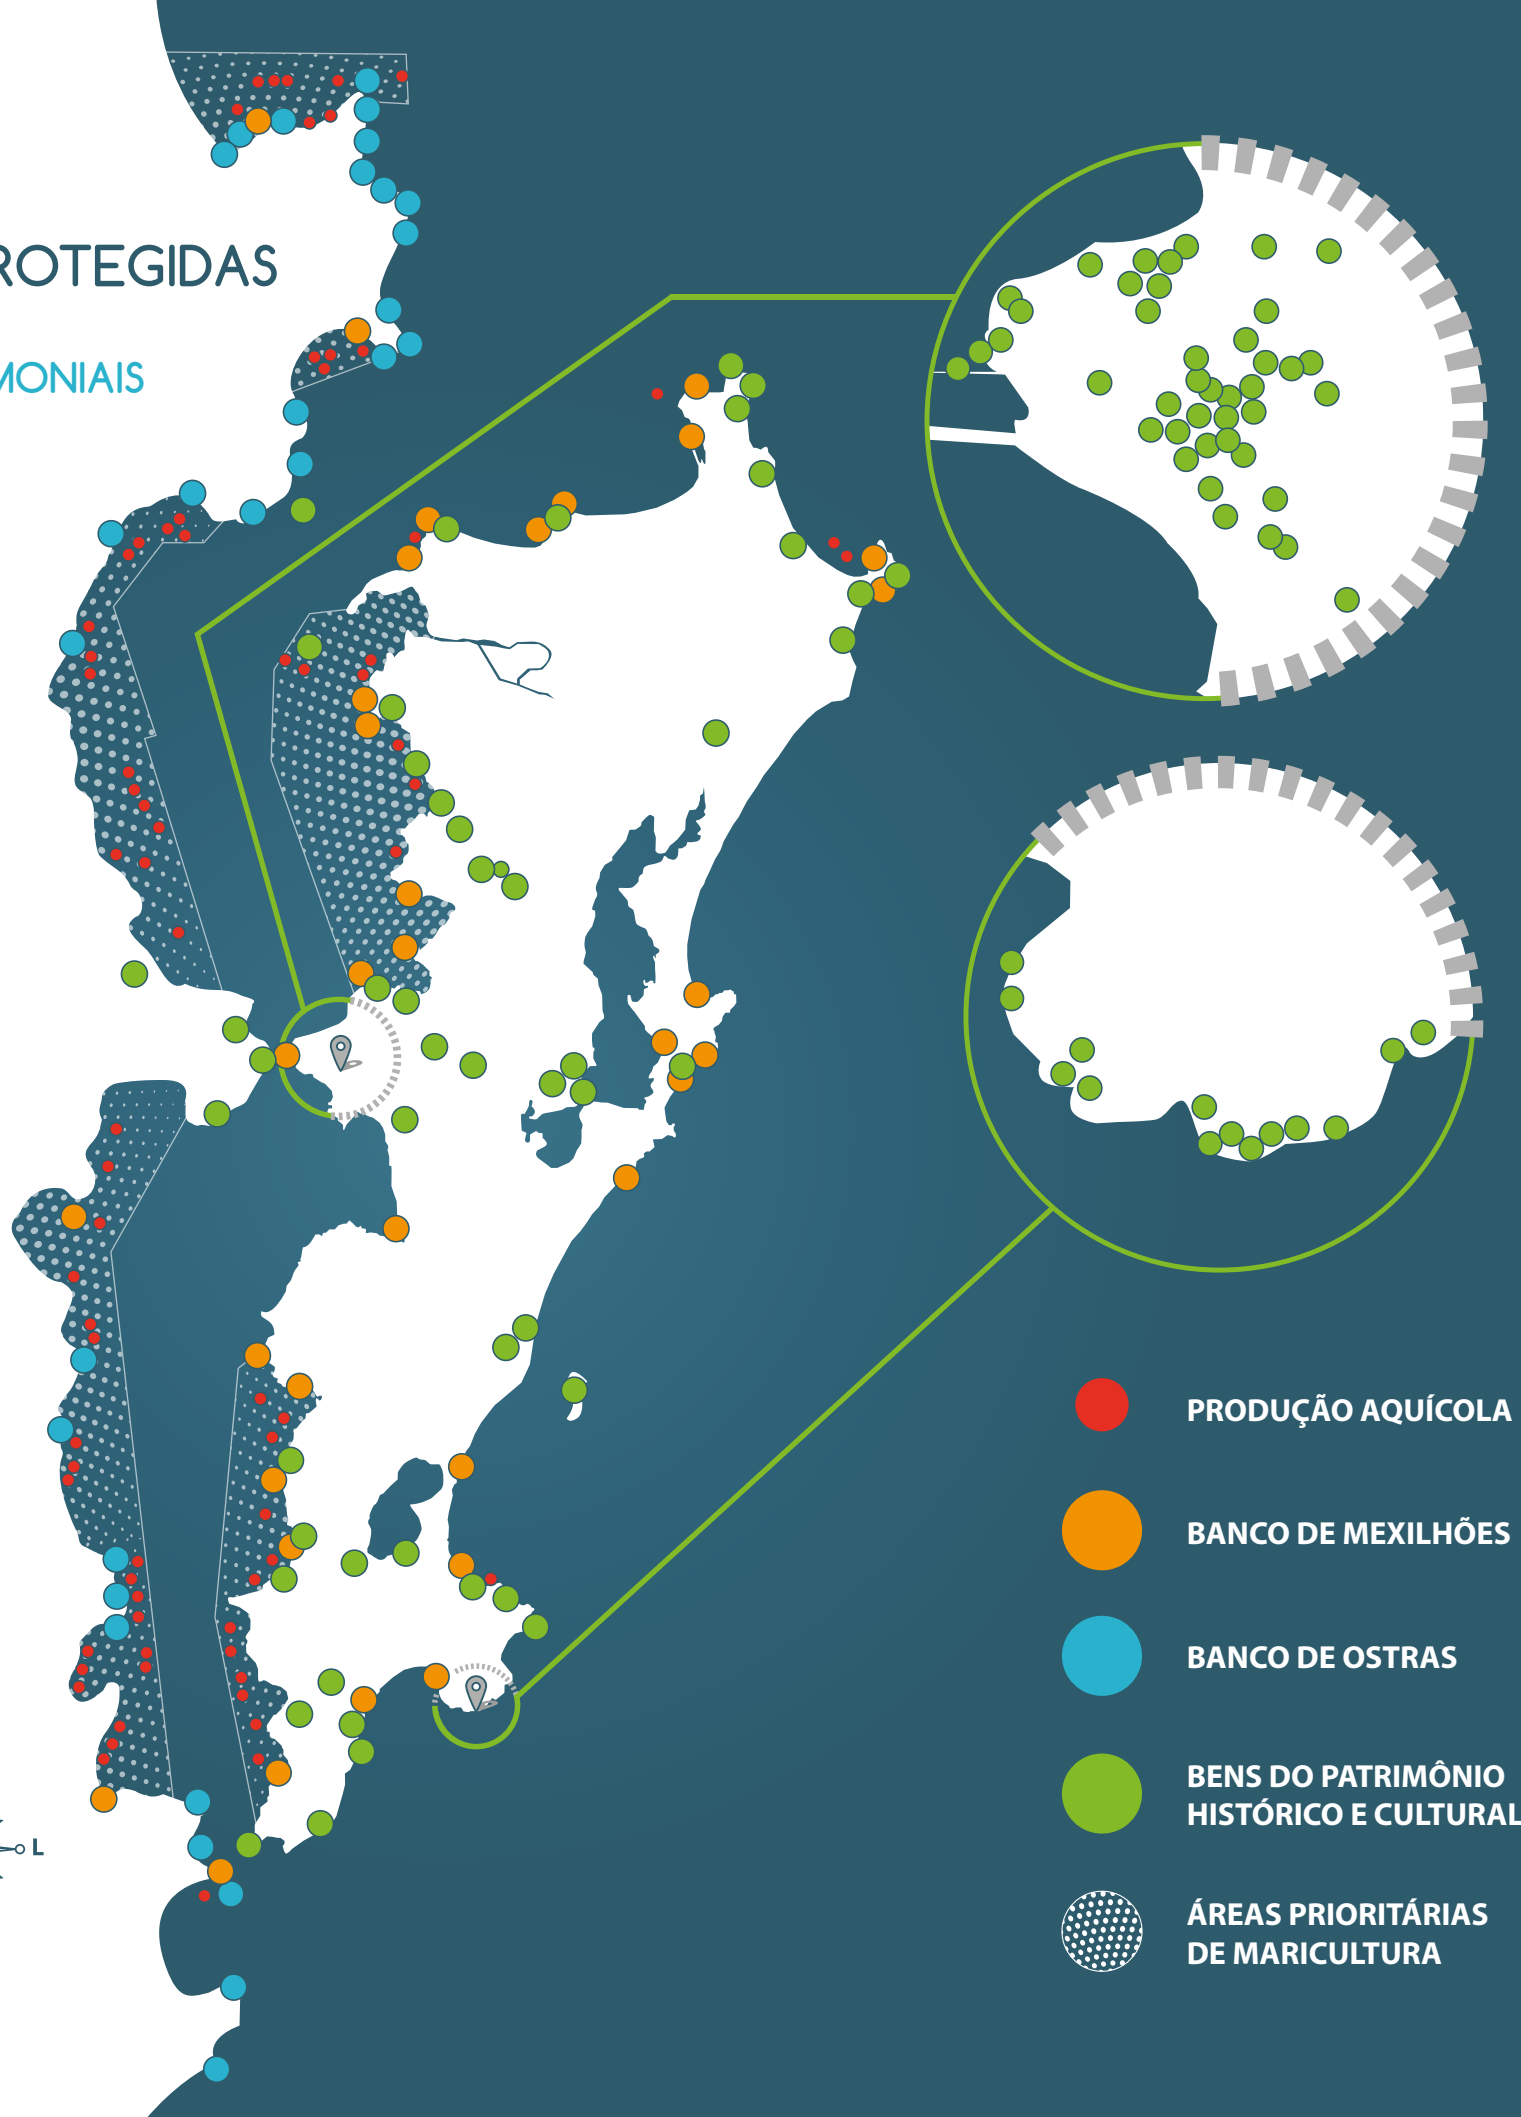 ROTEGIDAS
MONIAIS
PRODUÇÃO AQUÍCOLA
BANCO DE MEXILHÕES
BANCO DE OSTRAS
BENS DO PATRIMÔNIO
HISTÓRICO E CULTURAL
ÁREAS PRIORITÁRIAS
DE MARICULTURA
L